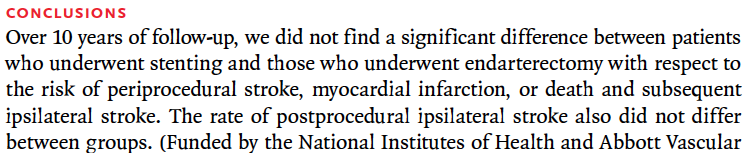 CONCLUSIONS
Over 10 years of follow-up, we did not find a significant difference between patients
who underwent stenting and those who underwent endarterectomy with respect to
the risk of periprocedural stroke, myocardial infarction, or death and subsequent
ipsilateral stroke. The rate of postprocedural ipsilateral stroke also did not differ
between groups. (Funded by the National Institutes of Health and Abbott Vascular